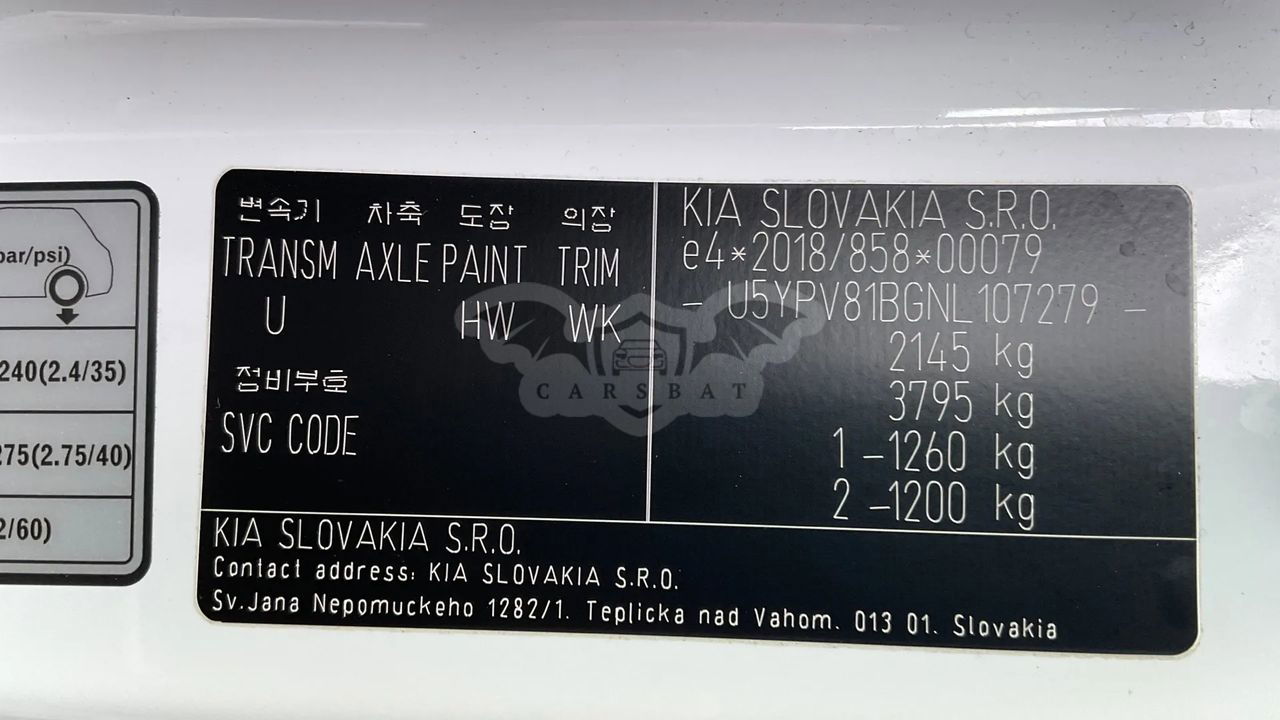 bar/psi)
240(2.4/35)
275(2.75/40)
2/60)
변속기 차축 도장 의장
TRANSM AXLE PAINT TRIM
U HW WK
점비부호
SVC CODE
KIA SLOVAKIA S.R.O.
e4*2018/858*00079
- U5YPV81BGNL107279 -
2145 kg
3795 kg
1 -1260 kg
2 -1200 kg
CARSBAT
KIA SLOVAKIA S.R.O.
Contact address: KIA SLOVAKIA S.R.O.
Sv.Jana Nepomuckeho 1282/1. Teplicka nad Vahom. 013 01. Slovakia